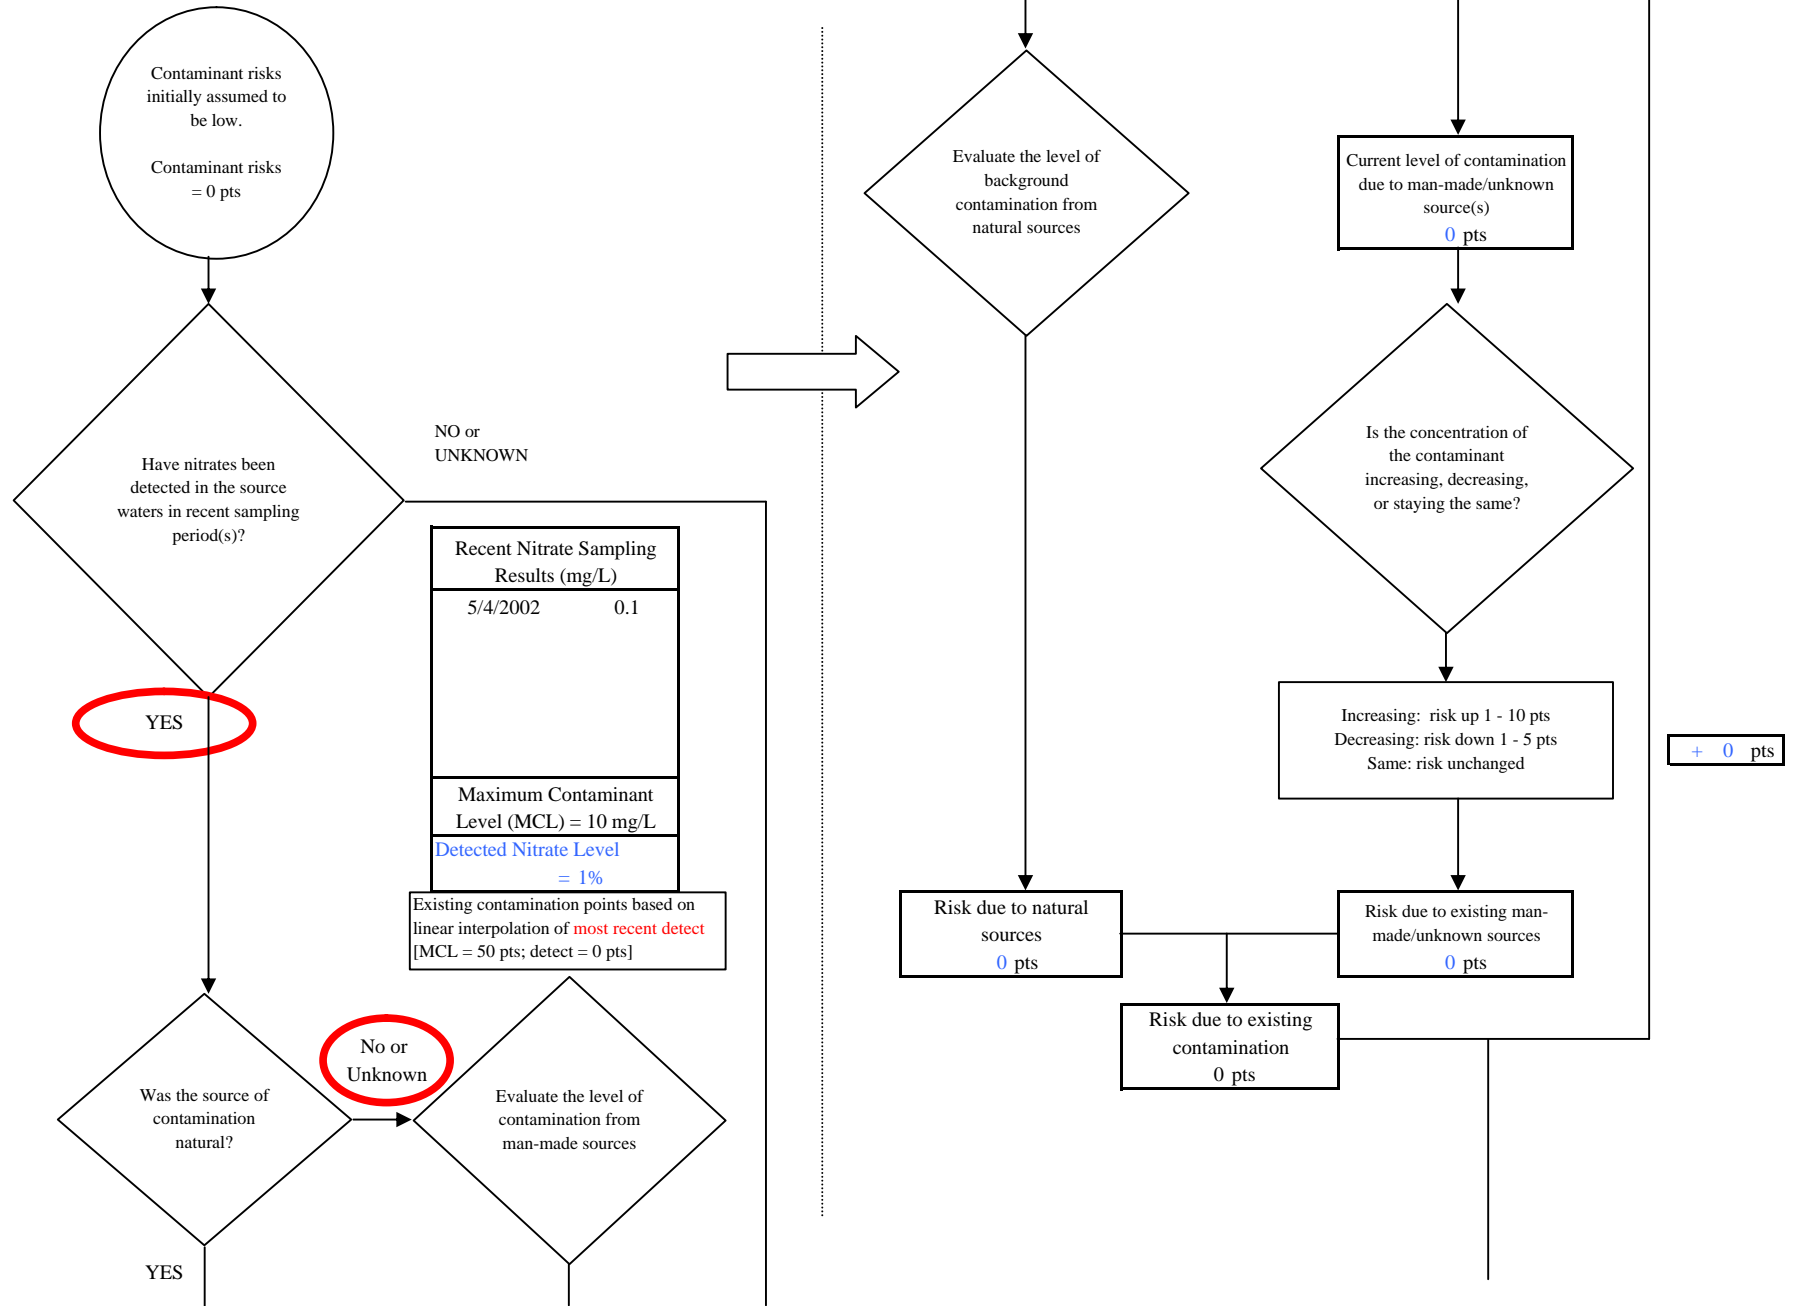 Contaminant risks
initially assumed to
be low.
Contaminant risks
= 0 pts
NO or
UNKNOWN
Have nitrates been
detected in the source
waters in recent sampling
period(s)?
YES
Recent Nitrate Sampling
Results (mg/L)
5/4/2002 0.1
Maximum Contaminant
Level (MCL) = 10 mg/L
Detected Nitrate Level
= 1%
Existing contamination points based on
linear interpolation of most recent detect
[MCL = 50 pts; detect = 0 pts]
Was the source of
contamination
natural?
No or
Unknown
Evaluate the level of
contamination from
man-made sources
YES
Evaluate the level of
background
contamination from
natural sources
Current level of contamination
due to man-made/unknown
source(s)
0 pts
Is the concentration of
the contaminant
increasing, decreasing,
or staying the same?
Increasing: risk up 1 - 10 pts
Decreasing: risk down 1 - 5 pts
Same: risk unchanged
+ 0 pts
Risk due to natural
sources
0 pts
Risk due to existing man-
made/unknown sources
0 pts
Risk due to existing
contamination
0 pts